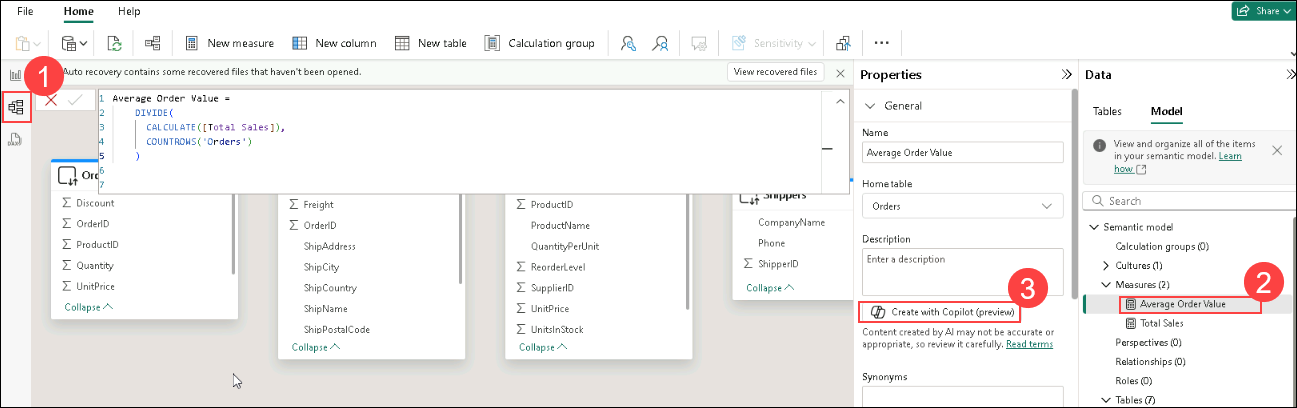 File
Home
Help
Share
New measure
New column
New table
Calculation group
Sensitivity
1
Auto recovery contains some recovered files that haven't been opened.
View recovered files
1 Average Order Value =
2 DIVIDE(
3 CALCULATE([Total Sales]),
4 COUNTROWS('Orders')
5 )
6
7
Ord
Discount
OrderID
ProductID
Quantity
UnitPrice
Collapse
Freight
OrderID
ShipAddress
ShipCity
ShipCountry
ShipName
ShipPostalCode
Collapse
ProductID
ProductName
QuantityPerUnit
ReorderLevel
SupplierID
UnitPrice
UnitsInStock
Collapse
Shippers
CompanyName
Phone
ShipperID
Collapse
Properties
General
Name
Average Order Value
Home table
Orders
Description
Enter a description
3
Create with Copilot (preview)
Content created by AI may not be accurate or
appropriate, so review it carefully. Read terms
Synonyms
Data
Tables
Model
View and organize all of the items
in your semantic model. Learn
how
Search
Semantic model
Calculation groups (0)
Cultures (1)
Measures (2)
2
Average Order Value
Total Sales
Perspectives (0)
Relationships (0)
Roles (0)
Tables (7)